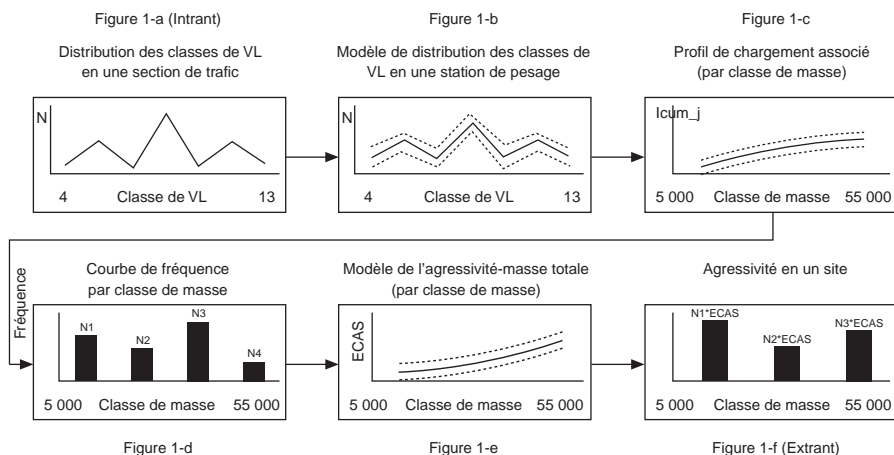 Figure 1-a (Intrant)
Distribution des classes de VL
en une section de trafic
N
4 Classe de VL 13
Figure 1-b
Modèle de distribution des classes de
VL en une station de pesage
N
4 Classe de VL 13
Figure 1-c
Profil de chargement associé
(par classe de masse)
Icum_j
5 000 Classe de masse 55 000
Courbe de fréquence
par classe de masse
Fréquence
N1
N2
N3
N4
5 000 Classe de masse 55 000
Figure 1-d
Modèle de l'agressivité-masse totale
(par classe de masse)
ECAS
5 000 Classe de masse 55 000
Figure 1-e
Agressivité en un site
N1*ECAS
N2*ECAS
N3*ECAS
5 000 Classe de masse 55 000
Figure 1-f (Extrant)